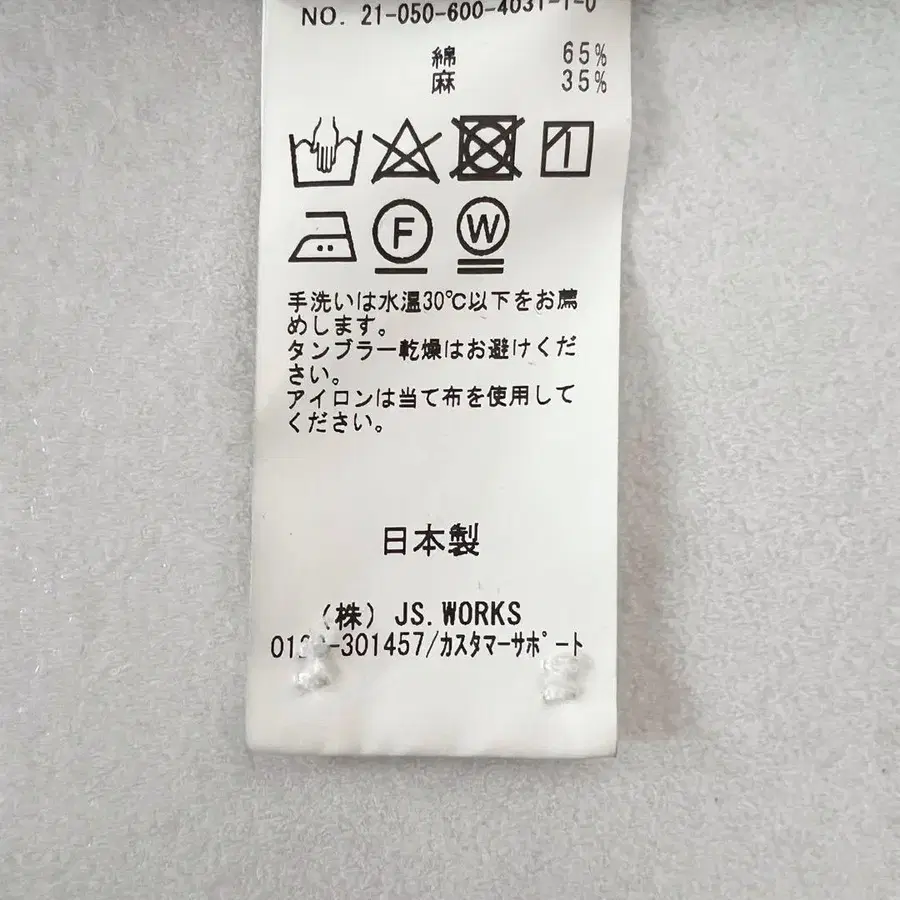 NO. 21-050-600-4031-1-0
綿 65%
麻 35%
F W
手洗いは水温30℃以下をお薦
めします。
タンブラー乾燥はお避けくだ
さい。
アイロンは当て布を使用して
ください。
日本製
(株) JS.WORKS
-301457/ｶｽﾀﾏｰｻﾎﾟｰﾄ